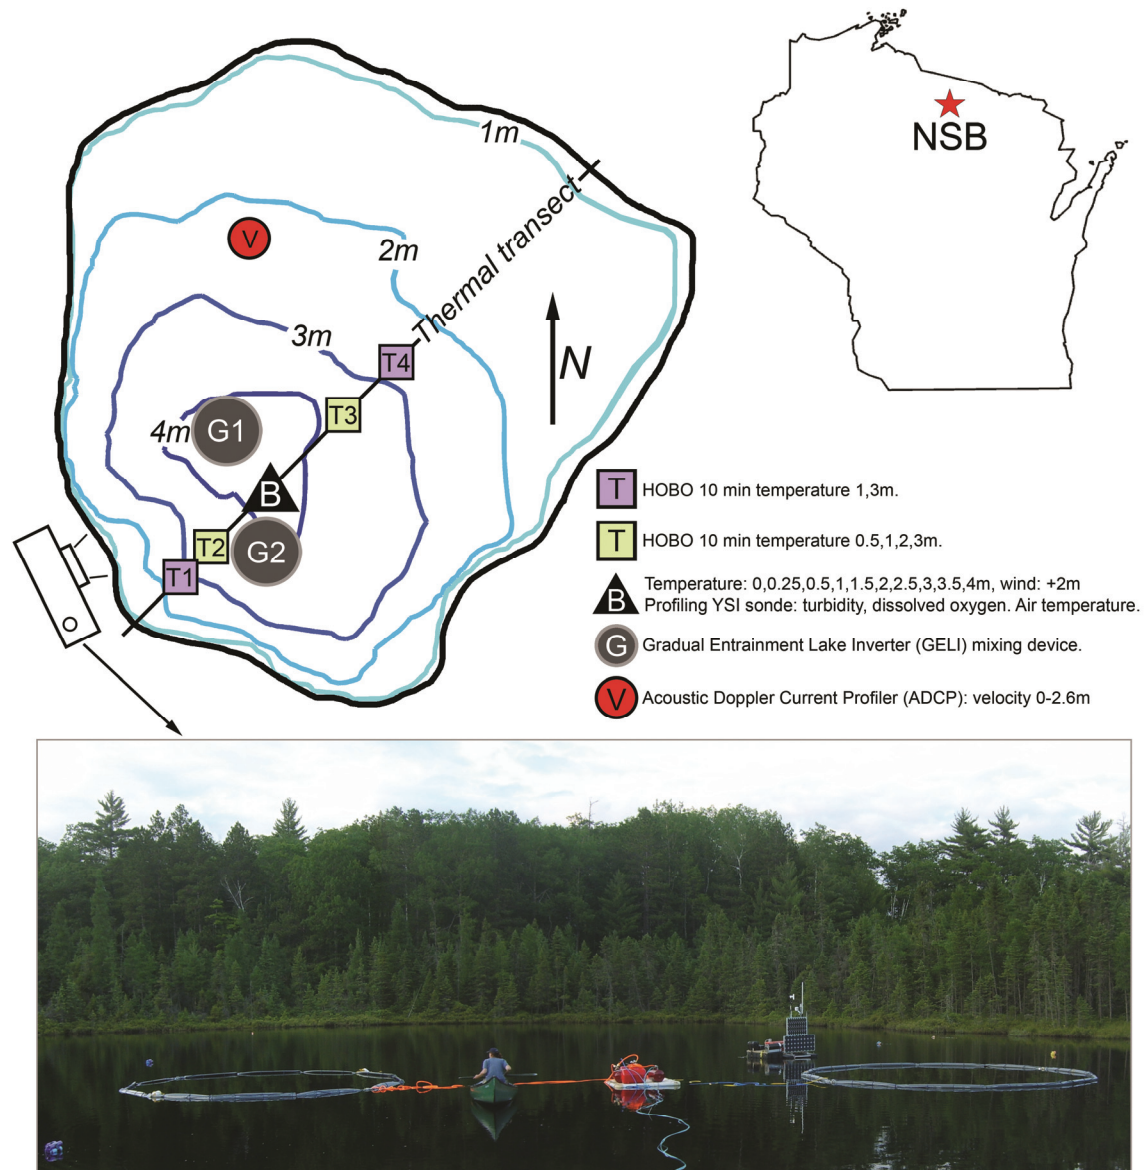 1m
NSB
Thermal transect
V
2m
3m
N
T4
T3
4m
G1
B
T2
G2
T1
T HOBO 10 min temperature 1,3m.
T HOBO 10 min temperature 0.5,1,2,3m.
B Temperature: 0,0.25,0.5,1,1.5,2,2.5,3,3.5,4m, wind: +2m
Profiling YSI sonde: turbidity, dissolved oxygen. Air temperature.
G Gradual Entrainment Lake Inverter (GELI) mixing device.
V Acoustic Doppler Current Profiler (ADCP): velocity 0-2.6m